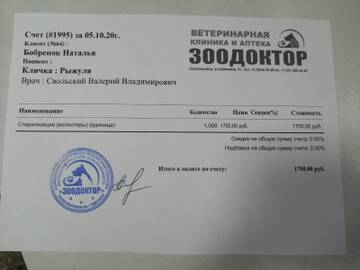 Счет (#1995) за 05.10.20г.
Клиент (№64) :
Бобренок Наталья
Пациент :
Кличка : Рыжуля
Врач : Свольский Валерий Владимирович
ВЕТЕРИНАРНАЯ
КЛИНИКА И АПТЕКА
ЗООДОКТОР
Наименование Количество Цена Скидка(%) Стоимость
Стерилизация (волонтеры) (единица) 1,000 1750.00 руб. 1750.00 руб.
Скидка на общую сумму счета: 0.00%
Надбавка на общую сумму счета: 0.00%
Итого к оплате по счету: 1750.00 руб.
«ЗООДОКТОР»